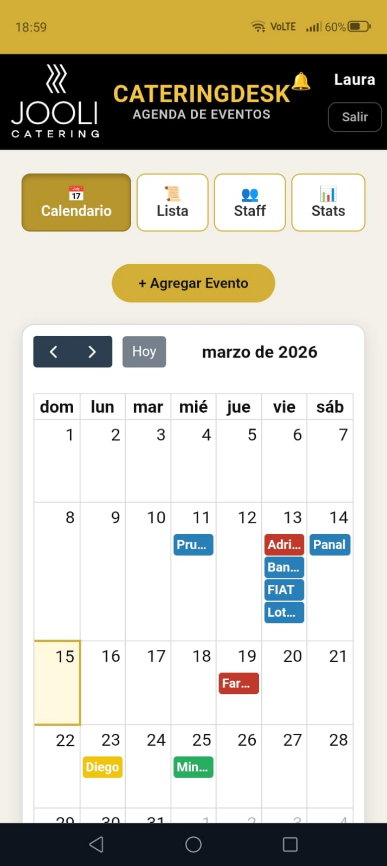 18:59
VoLTE
60%
JOOLI
CATERING
CATERINGDESK
AGENDA DE EVENTOS
Laura
Salir
Calendario
Lista
Staff
Stats
+ Agregar Evento
Hoy
marzo de 2026
dom lun mar mié jue vie sáb
1 2 3 4 5 6 7
8 9 10 11 12 13 14
Pru... Adri... Panal
Ban...
FIAT
Lot...
15 16 17 18 19 20 21
Far...
22 23 24 25 26 27 28
Diego Min...
29 30 31 1 2 3 4